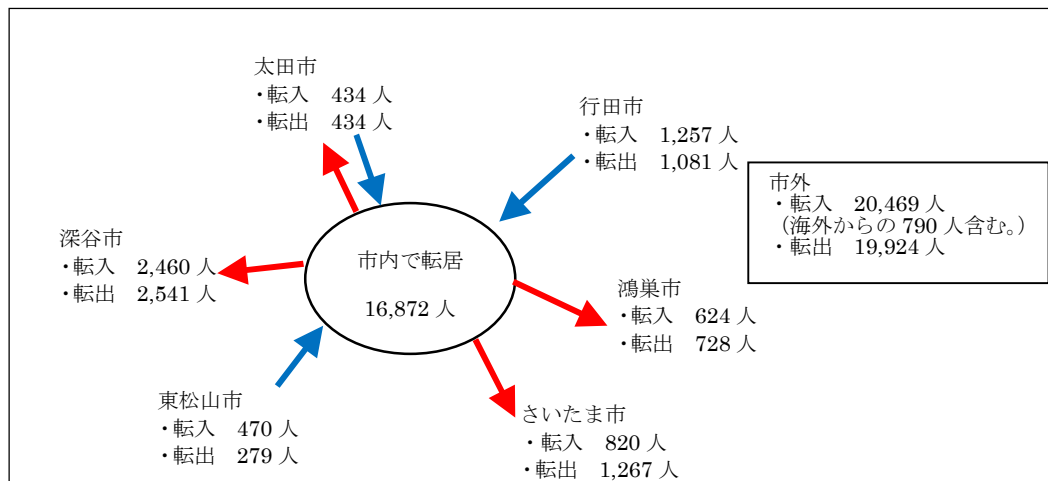 太田市
・転入　434 人
・転出　434 人
行田市
・転入　1,257 人
・転出　1,081 人
市外
・転入　20,469 人
（海外からの 790 人含む。）
・転出　19,924 人
深谷市
・転入　2,460 人
・転出　2,541 人
市内で転居
16,872 人
鴻巣市
・転入　624 人
・転出　728 人
東松山市
・転入　470 人
・転出　279 人
さいたま市
・転入　820 人
・転出　1,267 人